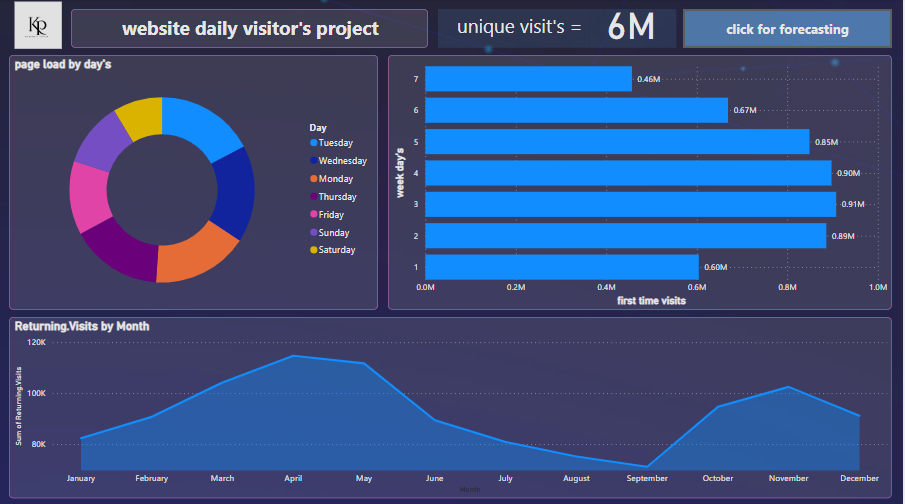 KR
website daily visitor's project
unique visit's = 6M
click for forecasting
page load by day's
Day
Tuesday
Wednesday
Monday
Thursday
Friday
Sunday
Saturday
week day's
7
0.46M
6
0.67M
5
0.85M
4
0.90M
3
0.91M
2
0.89M
1
0.60M
0.0M 0.2M 0.4M 0.6M 0.8M 1.0M
first time visits
Returning.Visits by Month
Sum of Returning.Visits
120K
100K
80K
January February March April May June July August September October November December
Month